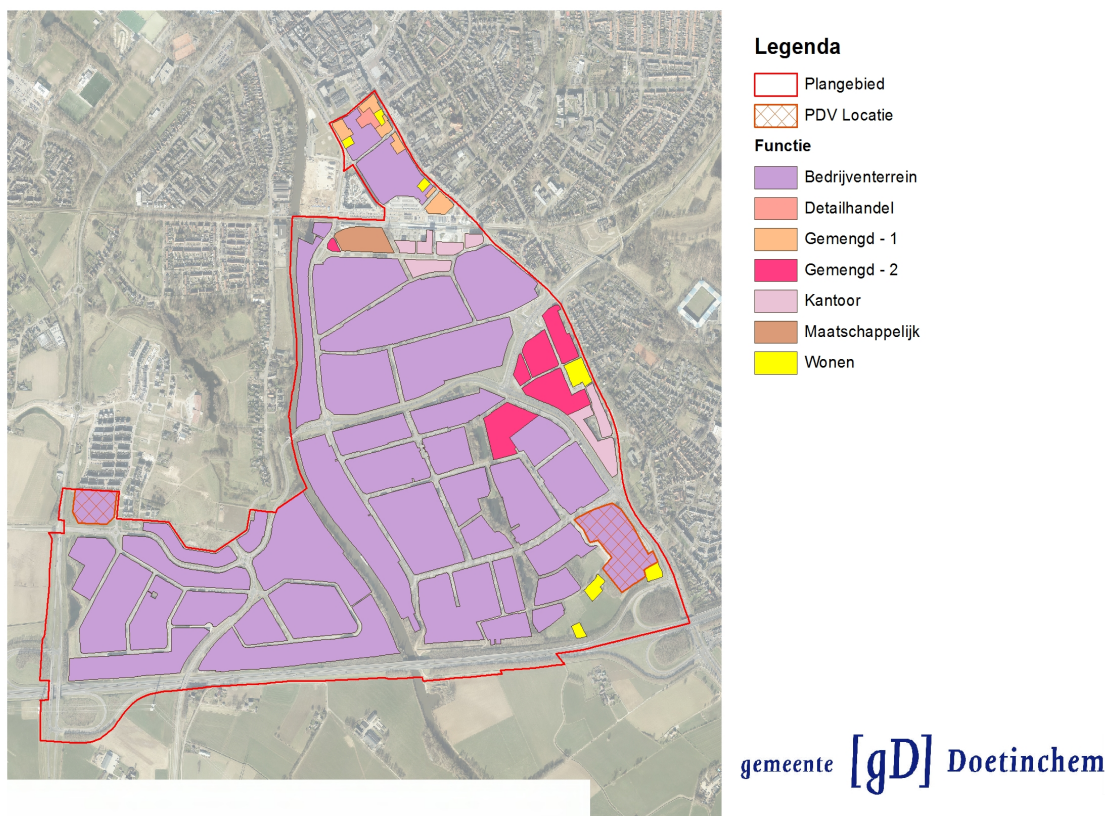 Legenda
Plangebied
PDV Locatie
Functie
Bedrijventerrein
Detailhandel
Gemengd - 1
Gemengd - 2
Kantoor
Maatschappelijk
Wonen
gemeente [gD] Doetinchem